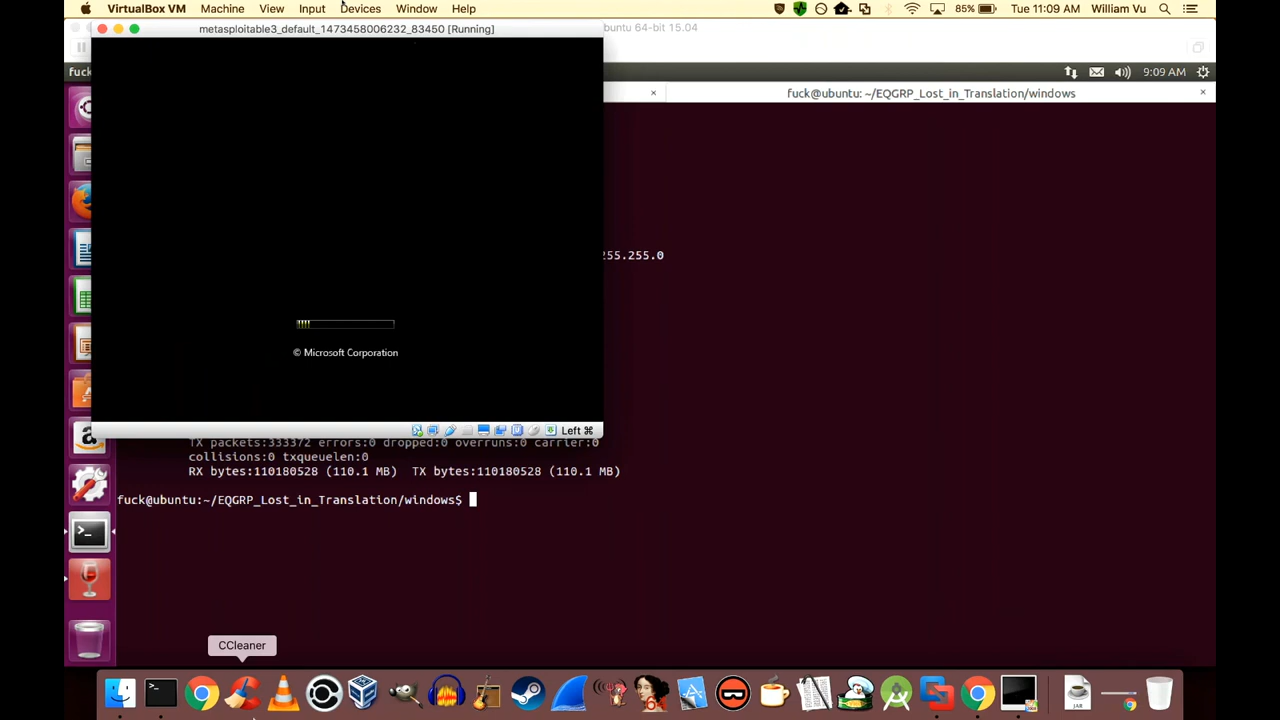 VirtualBox VM Machine View Input Devices Window Help 85% Tue 11:09 AM William Vu
metasploitable3_default_1473458006232_83450 [Running]
buntu 64-bit 15.04
fuck
9:09 AM
fuck@ubuntu: ~/EQGRP_Lost_in_Translation/windows
255.255.0
© Microsoft Corporation
Left ⌘
TX packets:333372 errors:0 dropped:0 overruns:0 carrier:0
collisions:0 txqueuelen:0
RX bytes:110180528 (110.1 MB) TX bytes:110180528 (110.1 MB)
fuck@ubuntu:~/EQGRP_Lost_in_Translation/windows$
CCleaner
64
JAR